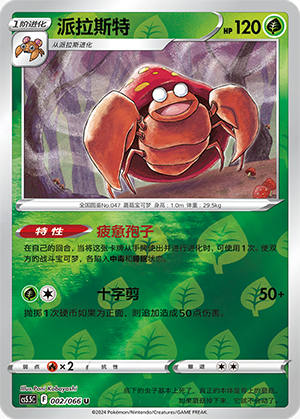 1阶进化
派拉斯特
HP 120
从派拉斯进化
全国图鉴No.047 蘑菇宝可梦 身高:1.0m 体重:29.5kg
特性 疲惫孢子
在自己的回合,当将这张卡牌从手牌使出并进行进化时,可使用1次。使双
方的战斗宝可梦,各陷入中毒和睡眠状态。
十字剪 50+
抛掷1次硬币如果为正面,则追加造成50点伤害。
弱点 ×2 抵抗力 撤退
Illus. Reiji Kobayashi
CS5.5C F 002/066 U
©2024 Pokémon/Nintendo/Creatures/GAME FREAK